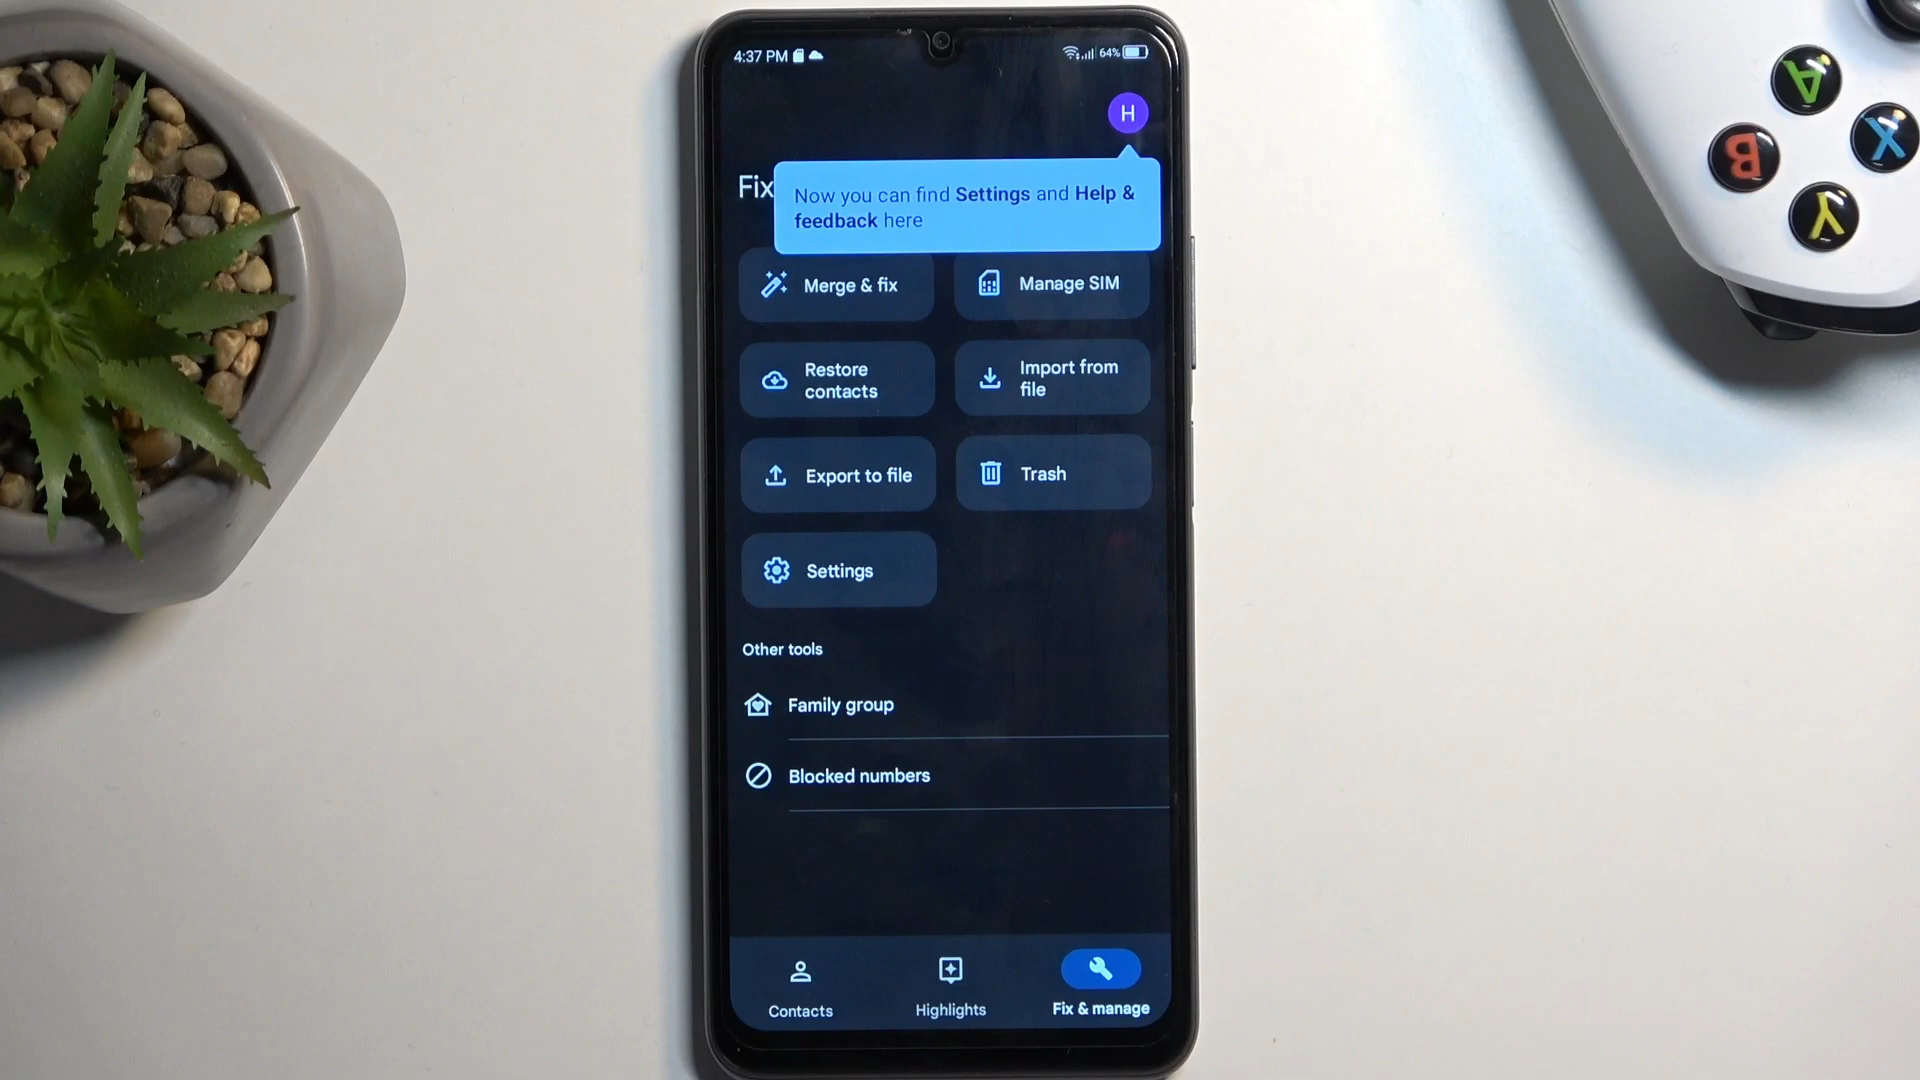 4:37 PM
64%
H
Fix
Now you can find Settings and Help &
feedback here
Merge & fix
Manage SIM
Restore
contacts
Import from
file
Export to file
Trash
Settings
Other tools
Family group
Blocked numbers
Contacts
Highlights
Fix & manage
A
B
X
Y